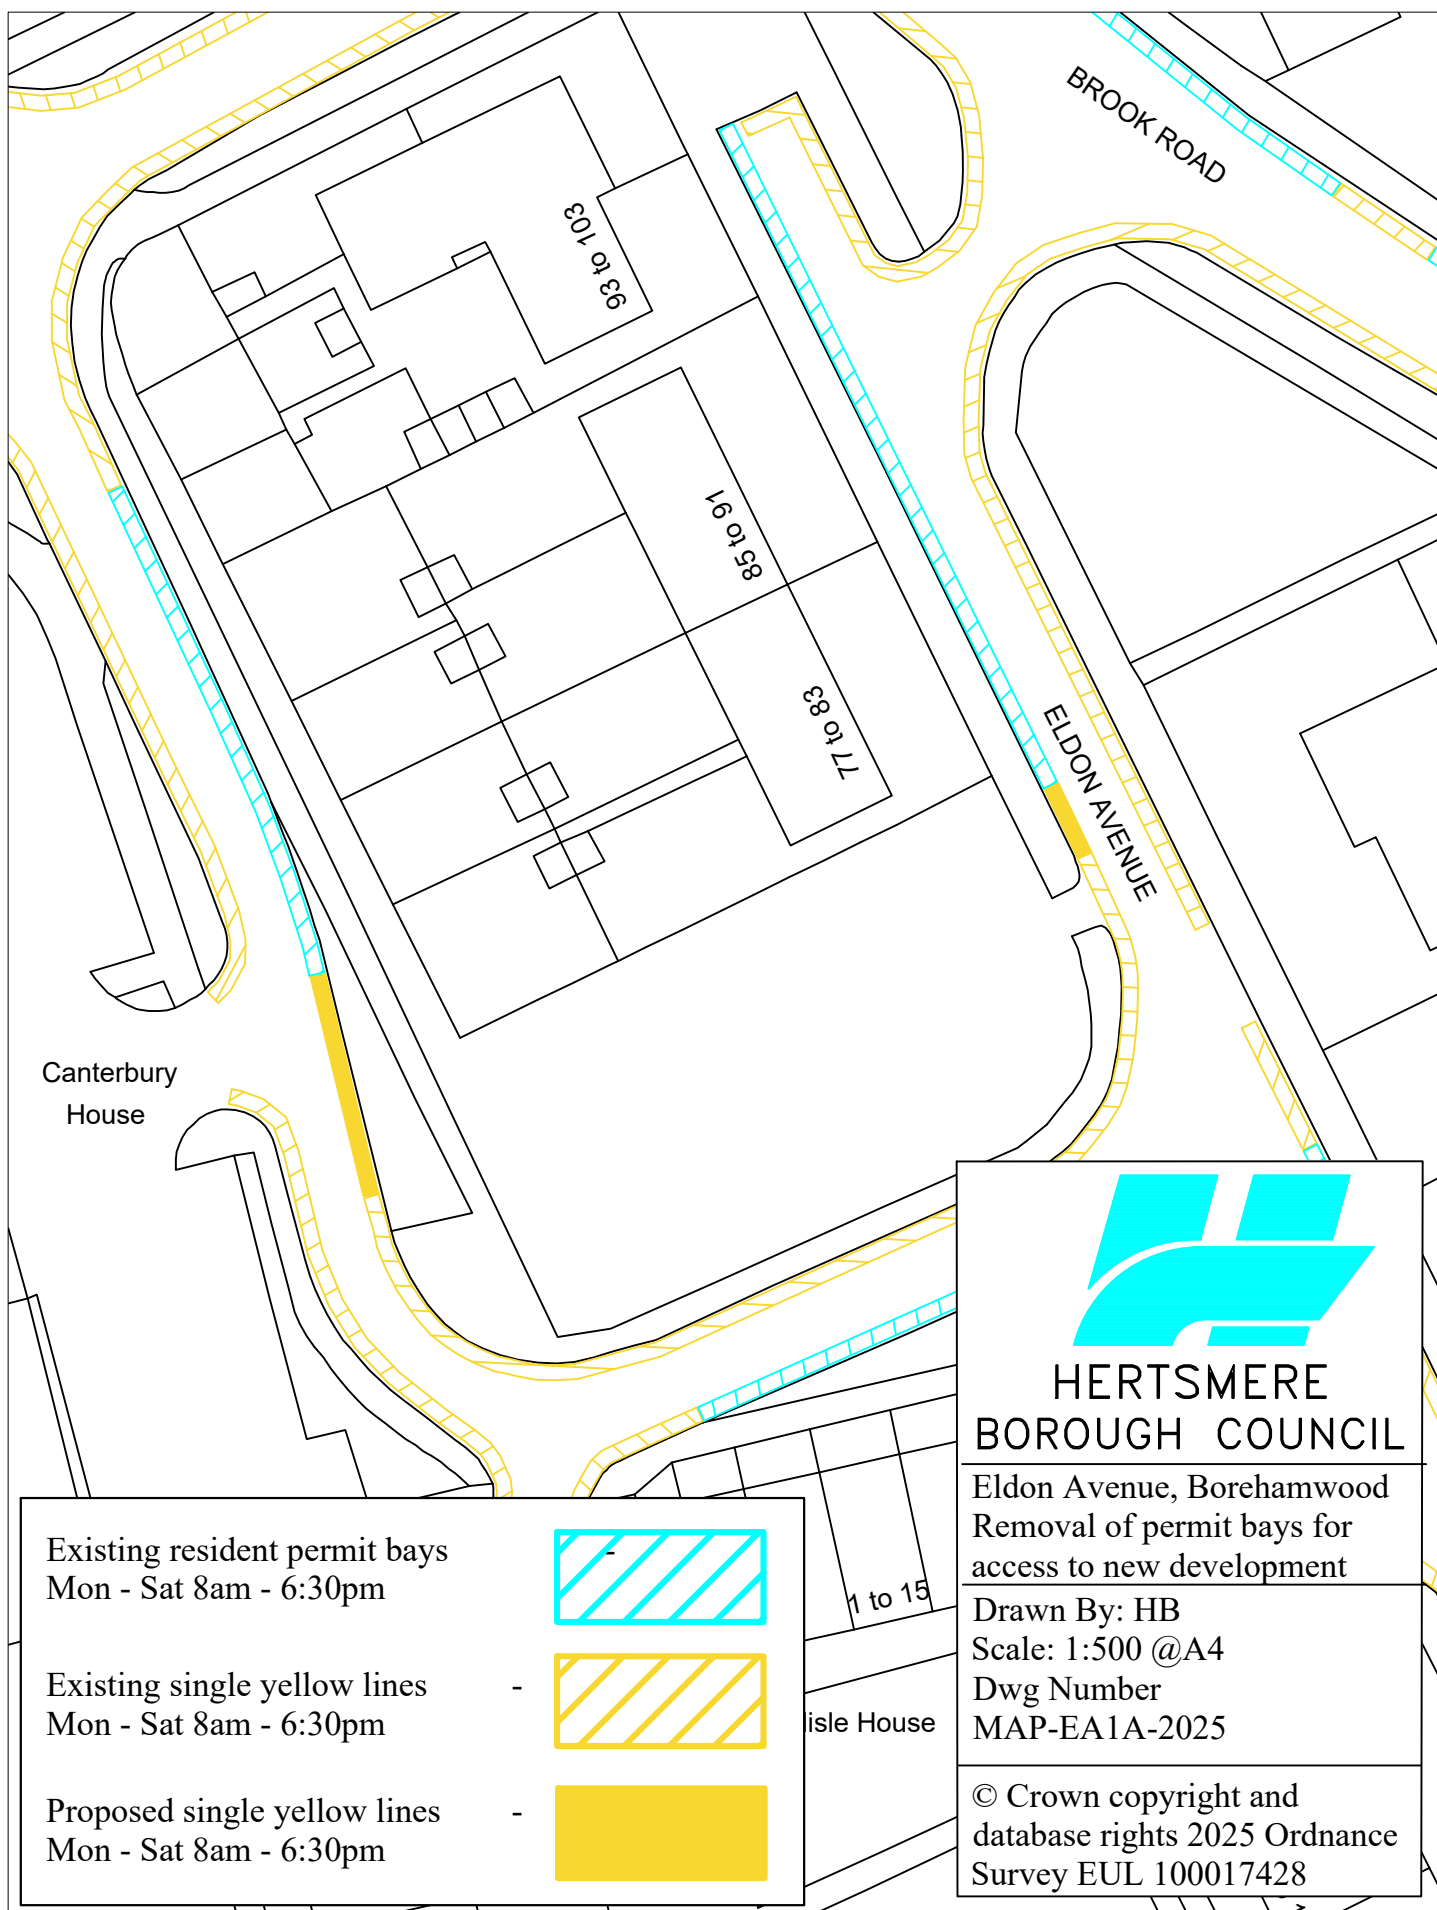 BROOK ROAD
93 to 103
85 to 91
77 to 83
ELDON AVENUE
Canterbury
House
1 to 15
lisle House
HERTSMERE
BOROUGH COUNCIL
Eldon Avenue, Borehamwood
Removal of permit bays for
access to new development
Drawn By: HB
Scale: 1:500 @A4
Dwg Number
MAP-EA1A-2025
© Crown copyright and
database rights 2025 Ordnance
Survey EUL 100017428
Existing resident permit bays -
Mon - Sat 8am - 6:30pm
Existing single yellow lines -
Mon - Sat 8am - 6:30pm
Proposed single yellow lines -
Mon - Sat 8am - 6:30pm